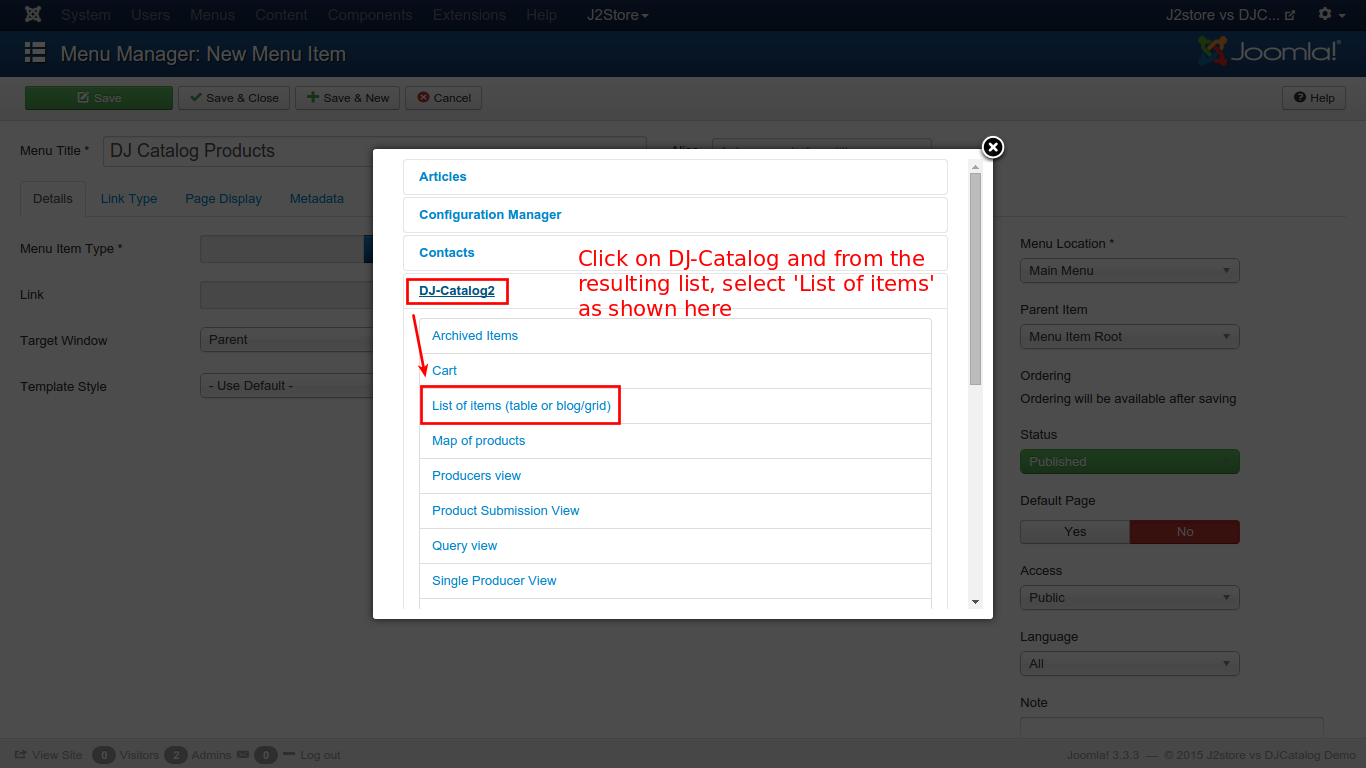 System Users Menus Content Components Extensions Help J2Store J2store vs DJC...
Menu Manager: New Menu Item Joomla!®
Save Save & Close Save & New Cancel Help
Menu Title * DJ Catalog Products
Details Link Type Page Display Metadata
Menu Item Type *
Link
Target Window Parent
Template Style - Use Default -
Articles
Configuration Manager
Contacts
Click on DJ-Catalog and from the
resulting list, select 'List of items'
as shown here
DJ-Catalog2
Archived Items
Cart
List of items (table or blog/grid)
Map of products
Producers view
Product Submission View
Query view
Single Producer View
Menu Location *
Main Menu
Parent Item
Menu Item Root
Ordering
Ordering will be available after saving
Status
Published
Default Page
Yes No
Access
Public
Language
All
Note
View Site 0 Visitors 2 Admins 0 Log out Joomla! 3.3.3 — © 2015 J2store vs DJCatalog Demo